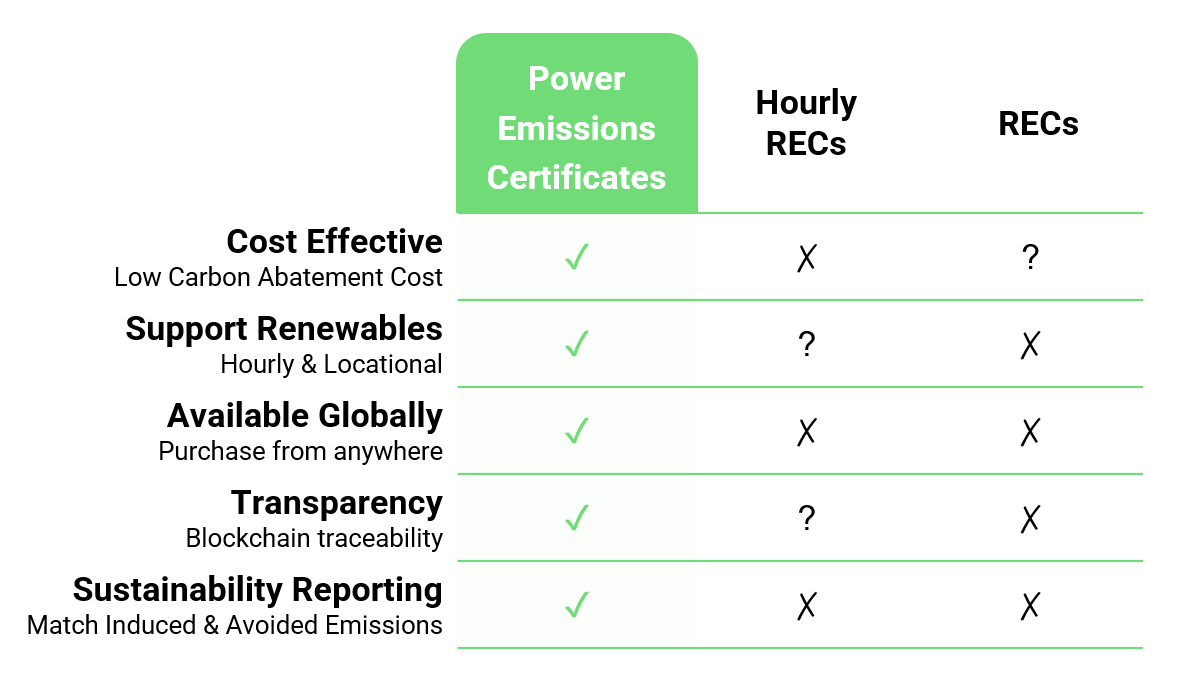 Power
Emissions
Certificates
Hourly
RECs
RECs
Cost Effective
Low Carbon Abatement Cost
✓ ✗ ?
Support Renewables
Hourly & Locational
✓ ? ✗
Available Globally
Purchase from anywhere
✓ ✗ ✗
Transparency
Blockchain traceability
✓ ? ✗
Sustainability Reporting
Match Induced & Avoided Emissions
✓ ✗ ✗